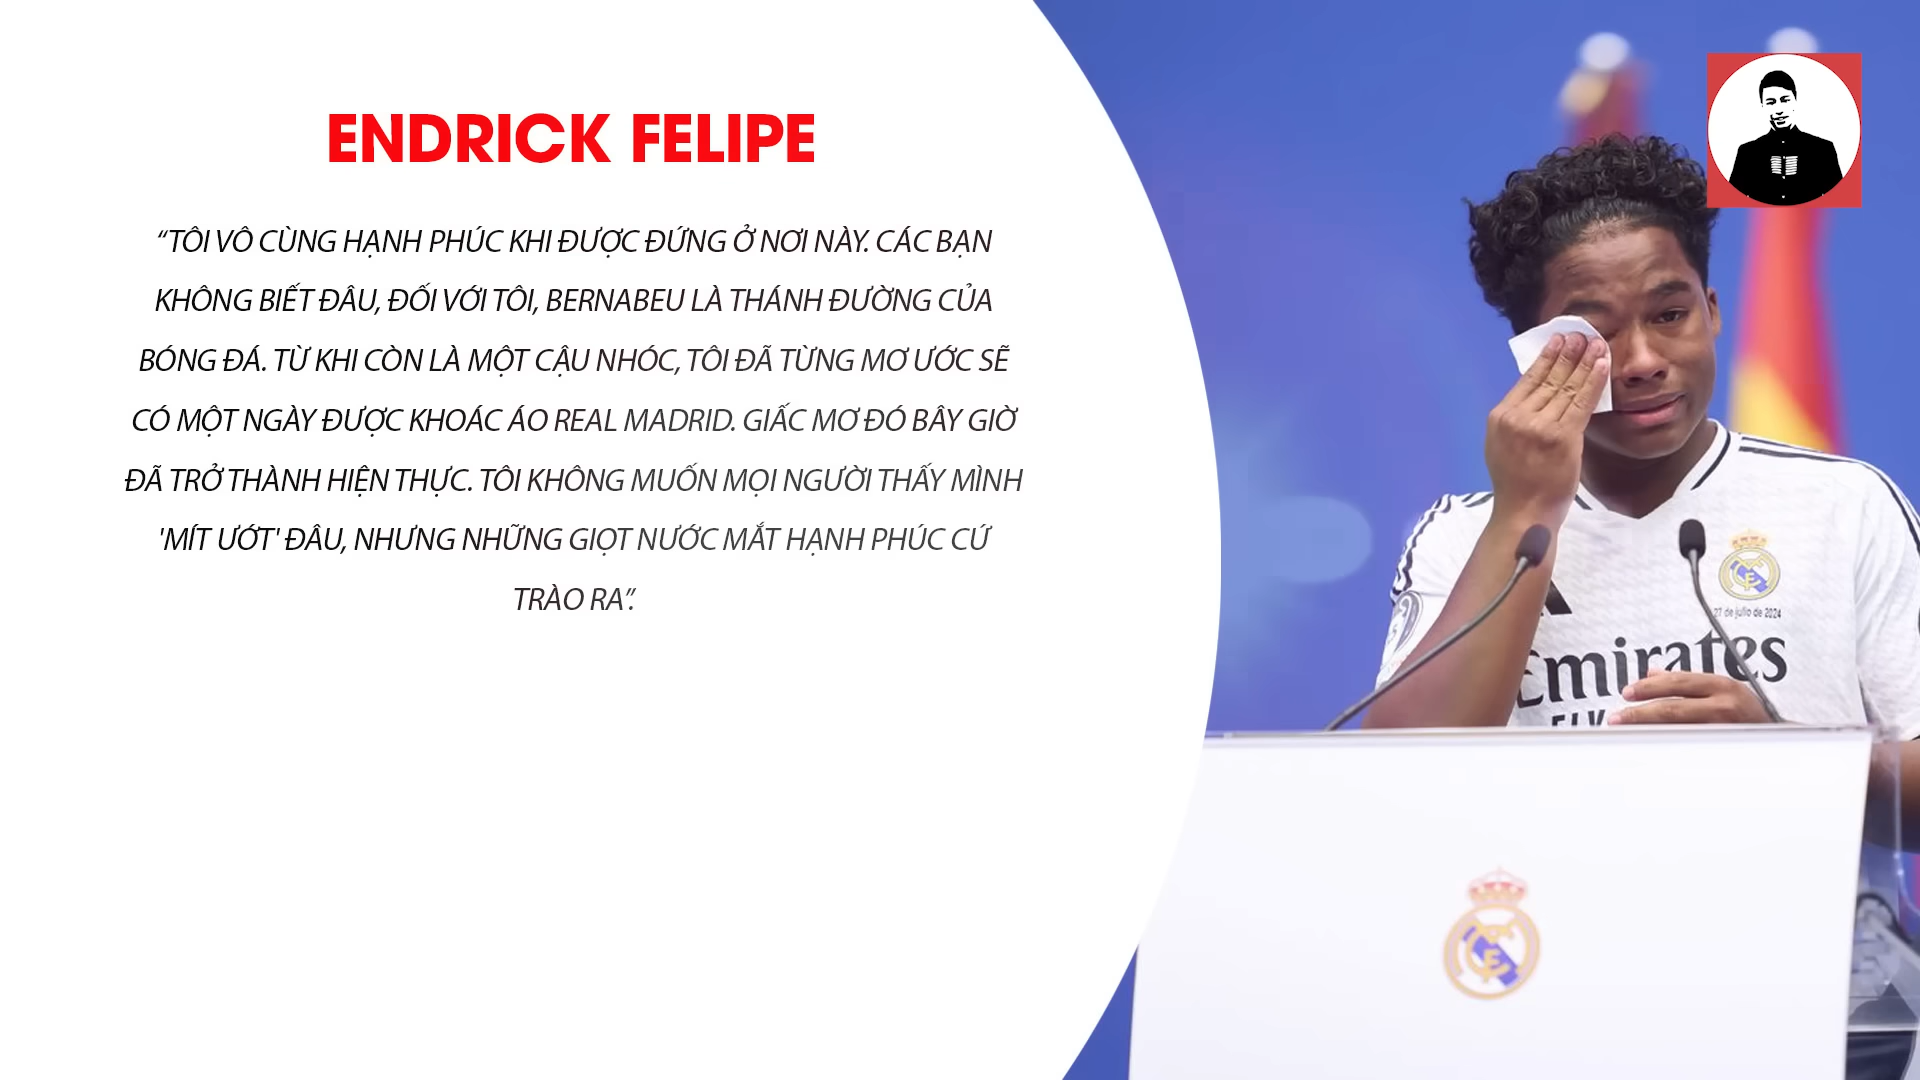 ENDRICK FELIPE
“TÔI VÔ CÙNG HẠNH PHÚC KHI ĐƯỢC ĐỨNG Ở NƠI NÀY. CÁC BẠN
KHÔNG BIẾT ĐÂU, ĐỐI VỚI TÔI, BERNABEU LÀ THÁNH ĐƯỜNG CỦA
BÓNG ĐÁ. TỪ KHI CÒN LÀ MỘT CẬU NHÓC, TÔI ĐÃ TỪNG MƠ ƯỚC SẼ
CÓ MỘT NGÀY ĐƯỢC KHOÁC ÁO REAL MADRID. GIẤC MƠ ĐÓ BÂY GIỜ
ĐÃ TRỞ THÀNH HIỆN THỰC. TÔI KHÔNG MUỐN MỌI NGƯỜI THẤY MÌNH
'MÍT ƯỚT' ĐÂU, NHƯNG NHỮNG GIỌT NƯỚC MẮT HẠNH PHÚC CỨ
TRÀO RA”.
27 de julio de 2024
Emirates
FLY